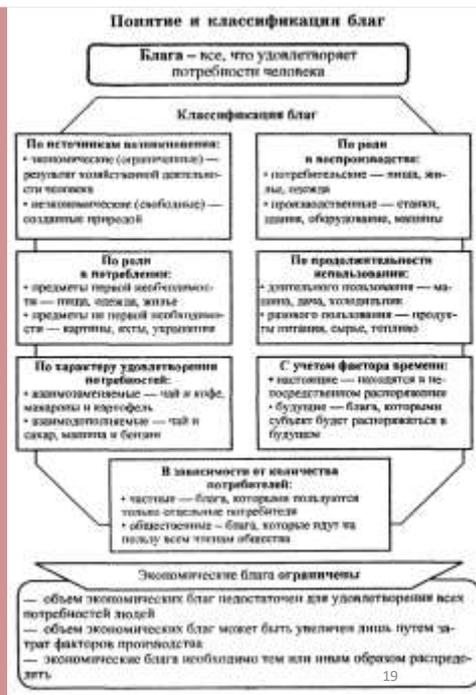 Понятие и классификация благ
Блага – все, что удовлетворяет
потребности человека
Классификация благ
По источникам возникновения:
• экономические (ограниченные) —
результат хозяйственной деятельно-
сти человека
• неэкономические (свободные) —
созданные природой
По роли
в воспроизводстве:
• потребительские — пища, жи-
лье, одежда
• производственные — станки,
здания, оборудование, машины
По роли
в потреблении:
• предметы первой необходимос-
ти — пища, одежда, жилье
• предметы не первой необходимо-
сти — картины, яхты, украшения
По продолжительности
использования:
• длительного пользования — ма-
шина, дача, холодильник
• разового пользования — продук-
ты питания, сырье, топливо
По характеру удовлетворения
потребностей:
• взаимозаменяемые — чай и кофе,
макароны и картофель
• взаимодополняемые — чай и
сахар, машина и бензин
С учетом фактора времени:
• настоящие — находятся в не-
посредственном распоряжении
• будущие — блага, которыми
субъект будет распоряжаться в
будущем
В зависимости от количества
потребителей:
• частные — блага, которыми пользуются
только отдельные потребители
• общественные – блага, которые идут на
пользу всем членам общества
Экономические блага ограничены
— объем экономических благ недостаточен для удовлетворения всех
потребностей людей
— объем экономических благ может быть увеличен лишь путем за-
трат факторов производства
— экономические блага необходимо тем или иным образом распреде-
лить
19